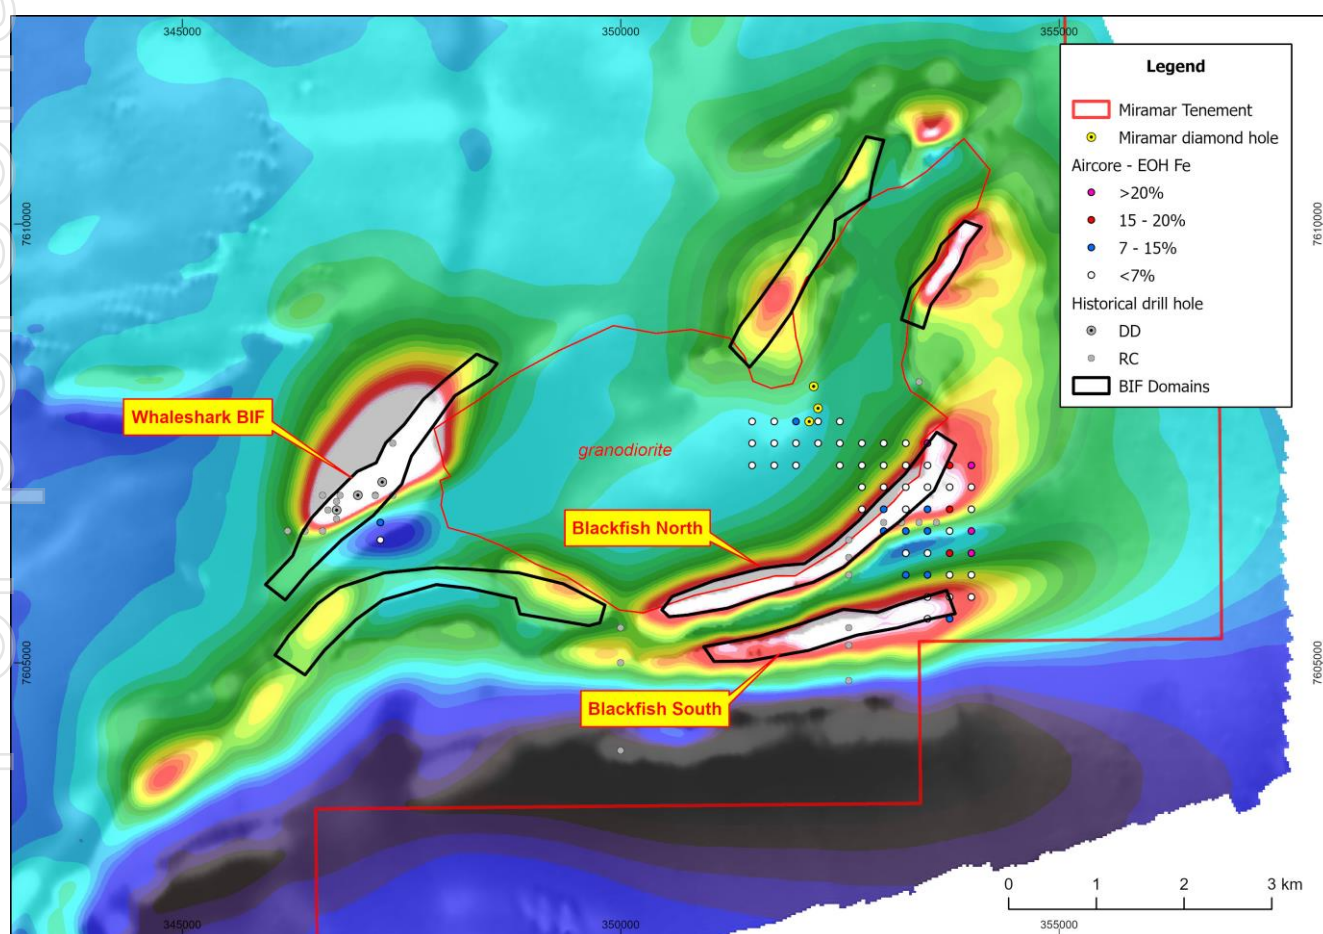 345000
350000
355000
Legend
Miramar Tenement
Miramar diamond hole
Aircore - EOH Fe
>20%
15 - 20%
7 - 15%
<7%
Historical drill hole
DD
RC
BIF Domains
7610000
7610000
Whaleshark BIF
granodiorite
Blackfish North
7605000
7605000
Blackfish South
0 1 2 3 km
345000
350000
355000